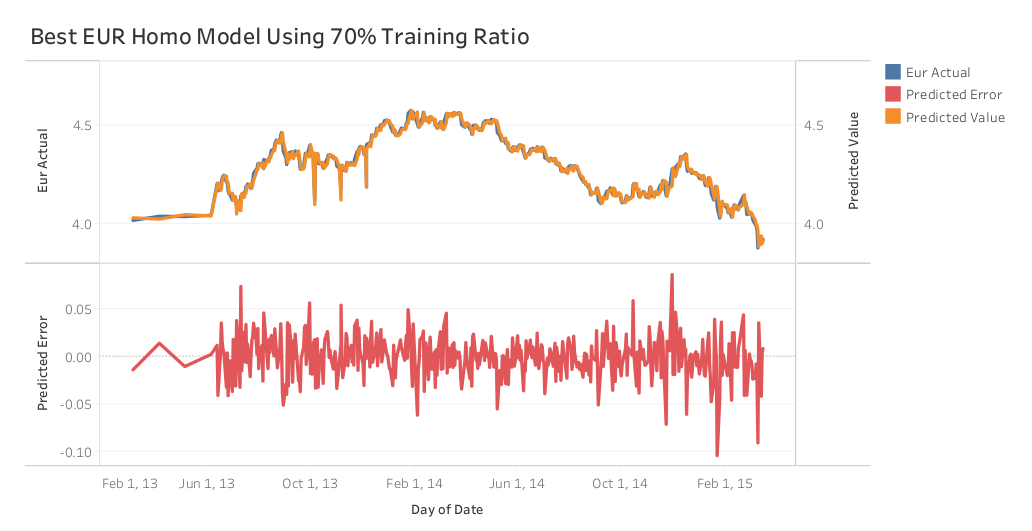 Best EUR Homo Model Using 70% Training Ratio
Eur Actual
Predicted Error
Predicted Value
Eur Actual
4.5
4.0
4.5
4.0
Predicted Value
Predicted Error
0.05
0.00
-0.05
-0.10
Feb 1, 13 Jun 1, 13 Oct 1, 13 Feb 1, 14 Jun 1, 14 Oct 1, 14 Feb 1, 15
Day of Date